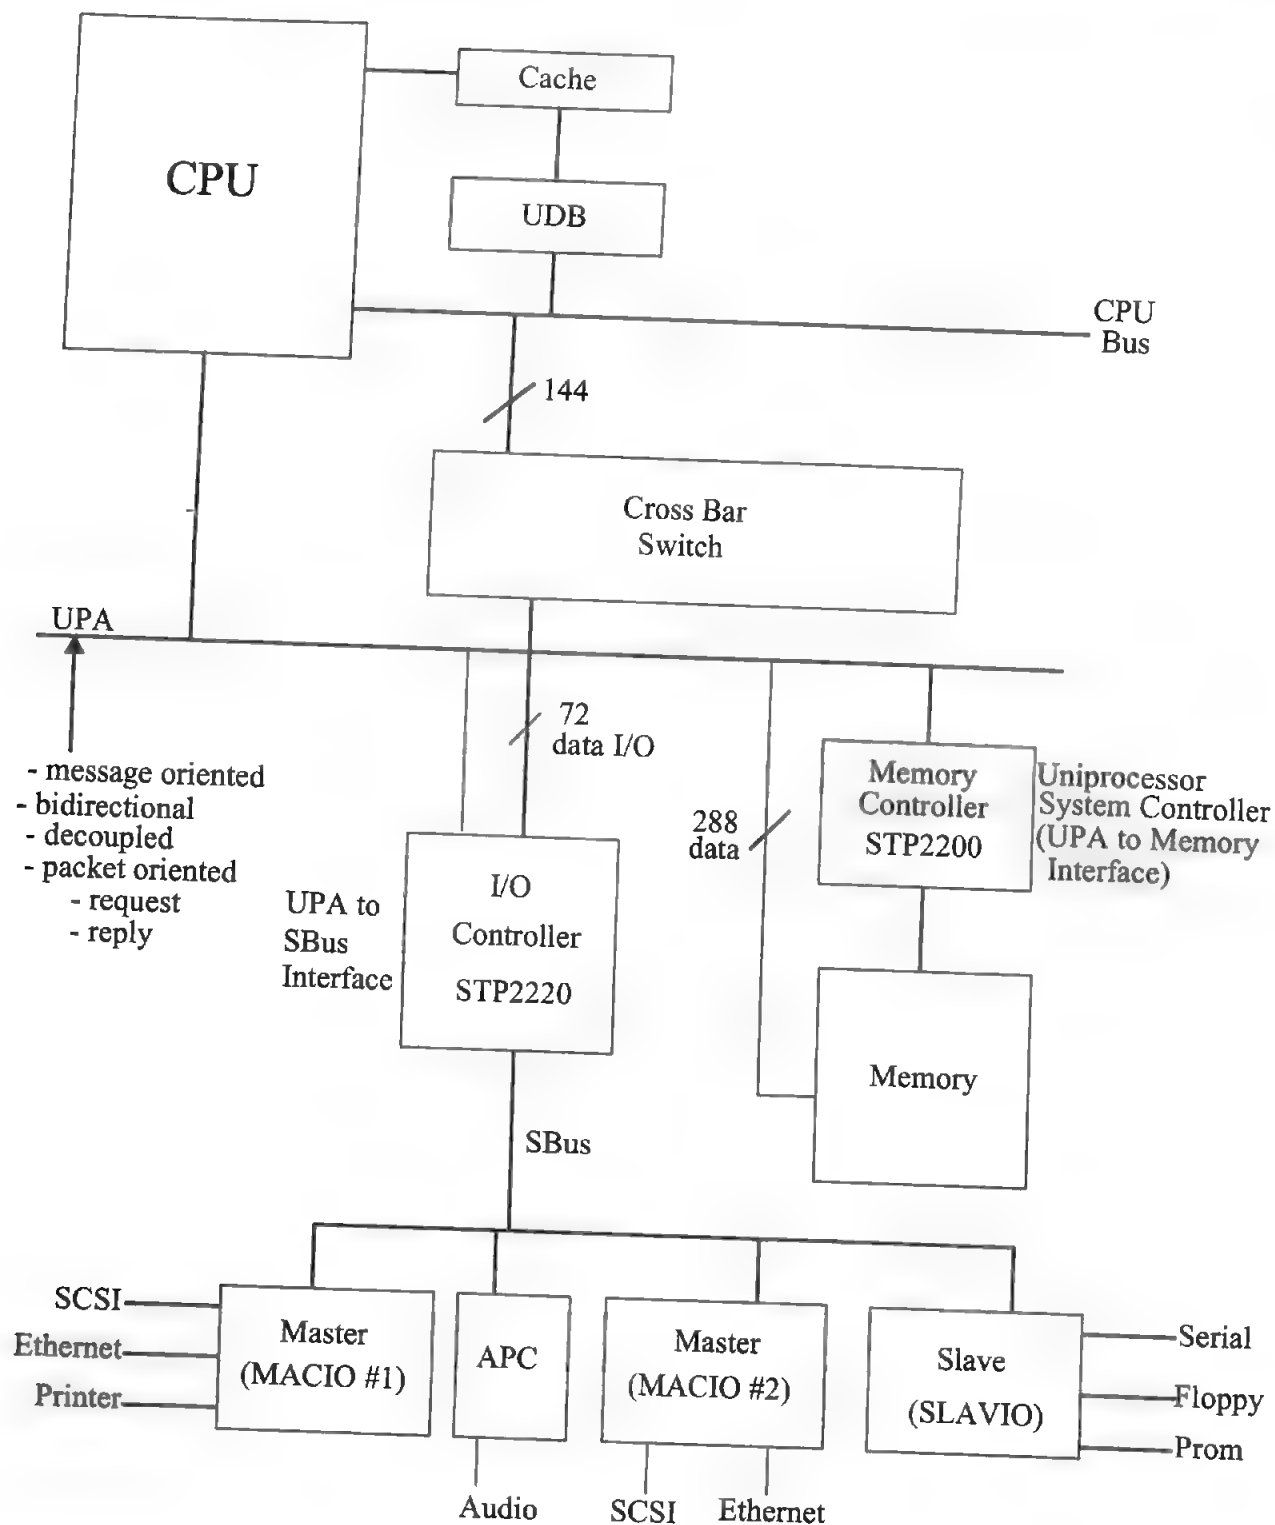 Cache
CPU
UDB
CPU
Bus
144
Cross Bar
Switch
UPA
72
data I/O
- message oriented
- bidirectional
- decoupled
- packet oriented
- request
- reply
288
data
Memory
Controller
STP2200
Uniprocessor
System Controller
(UPA to Memory
Interface)
UPA to
SBus
Interface
I/O
Controller
STP2220
Memory
SBus
SCSI
Ethernet
Printer
Master
(MACIO #1)
APC
Master
(MACIO #2)
Slave
(SLAVIO)
Serial
Floppy
Prom
Audio
SCSI
Ethernet